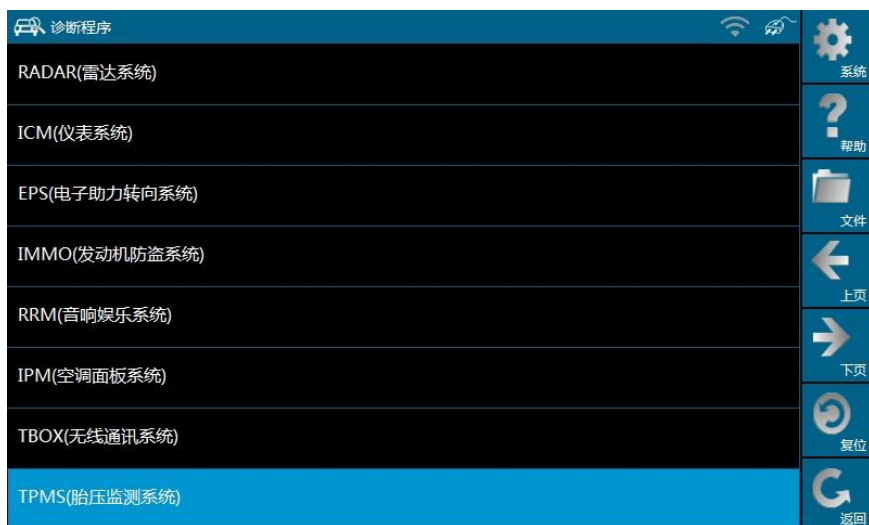 诊断程序
RADAR(雷达系统)
ICM(仪表系统)
EPS(电子助力转向系统)
IMMO(发动机防盗系统)
RRM(音响娱乐系统)
IPM(空调面板系统)
TBOX(无线通讯系统)
TPMS(胎压监测系统)
系统
帮助
文件
上页
下页
复位
返回